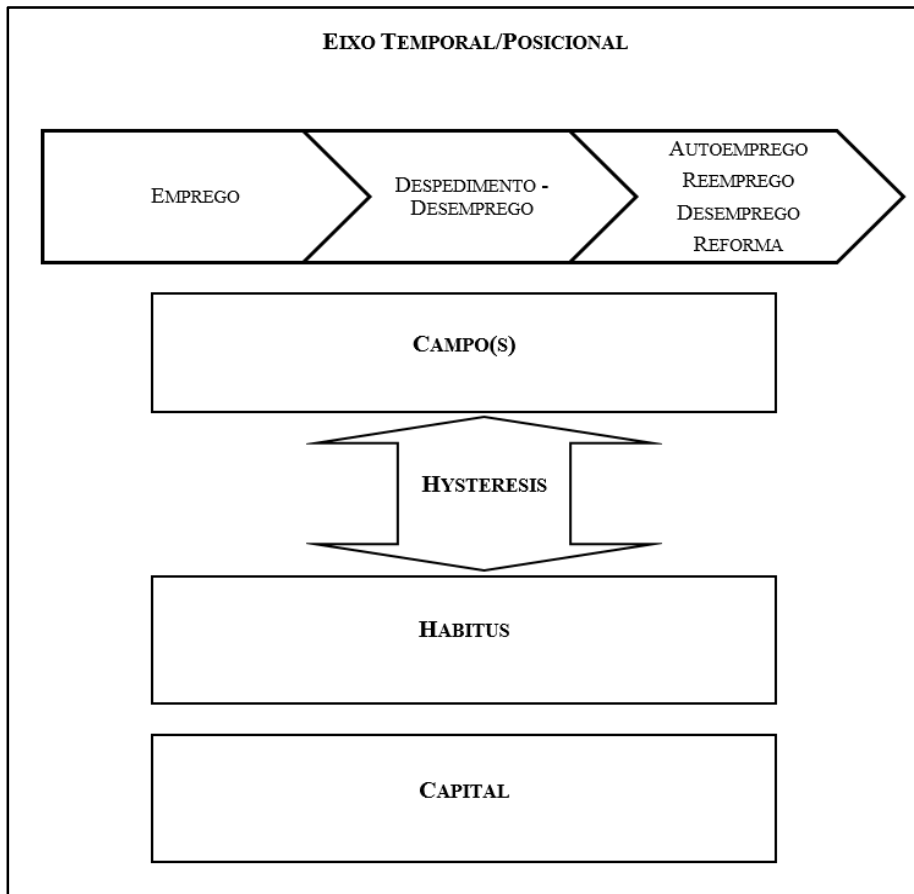 EIXO TEMPORAL/POSICIONAL
EMPREGO
DESPEDIMENTO -
DESEMPREGO
AUTOEMPREGO
REEMPREGO
DESEMPREGO
REFORMA
CAMPO(S)
HYSTERESIS
HABITUS
CAPITAL